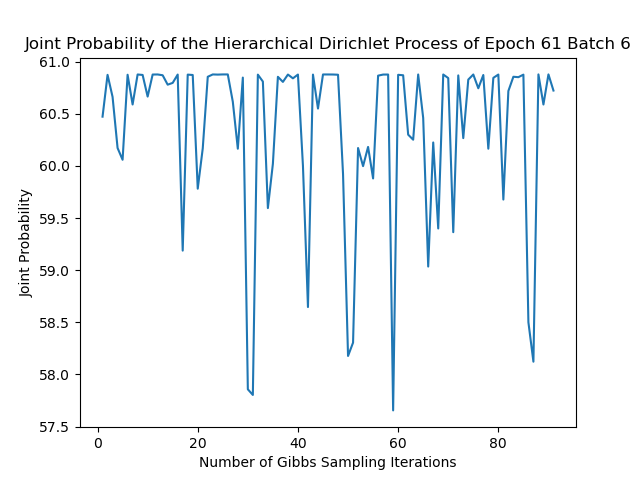 Joint Probability of the Hierarchical Dirichlet Process of Epoch 61 Batch 6
61.0
60.5
60.0
59.5
59.0
58.5
58.0
57.5
Joint Probability
0 20 40 60 80
Number of Gibbs Sampling Iterations